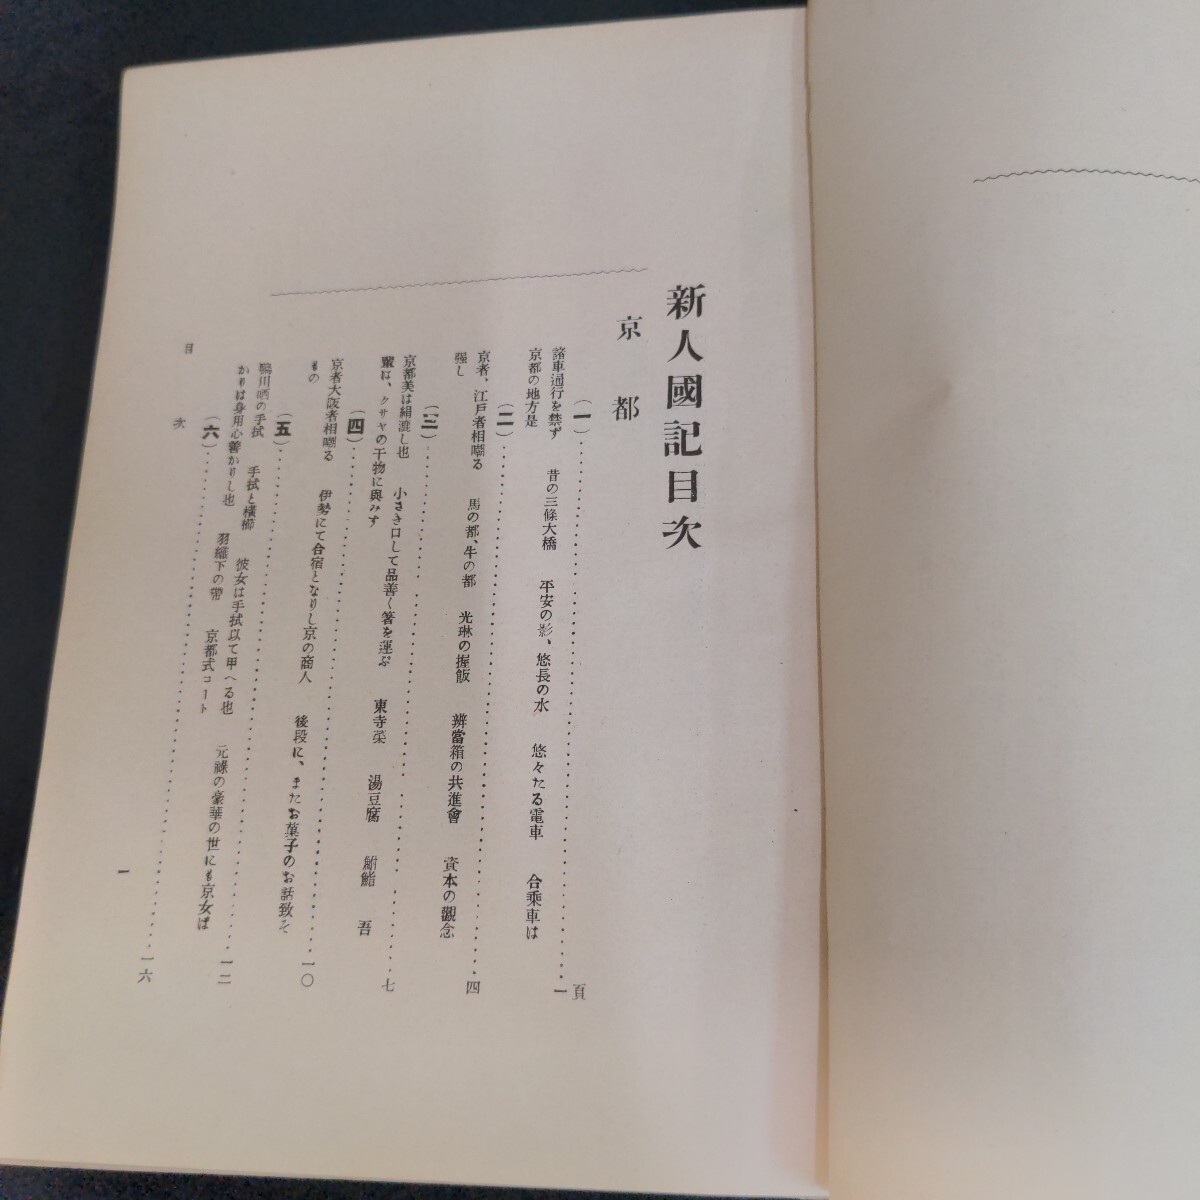 新人國記目次
京都
頁
(一)……一
諸車通行を禁ず　昔の三條大橋　平安の影、悠長の水　悠々たる電車　合乘車は
京都の地方是
(二)……四
京者、江戸者相嘲る　馬の都、牛の都　光琳の握飯　辨當箱の共進會　資本の觀念
强し
(三)……七
京都美は絹漉し也　小さき口して品善く箸を運ぶ　東寺菜　湯豆腐　鮒鮨　吾
黨は、クサヤの干物に與みす
(四)……一〇
京者大阪者相嘲る　伊勢にて合宿となりし京の商人　後段に、またお菓子のお話致そ
もの
(五)……一二
鴨川晒の手拭　手拭と橫櫛　彼女は手拭以て甲へる也　元祿の豪華の世にも京女ば
かりは身用心善かりし也　羽織下の帶　京都式コート
(六)……一六
目次
一